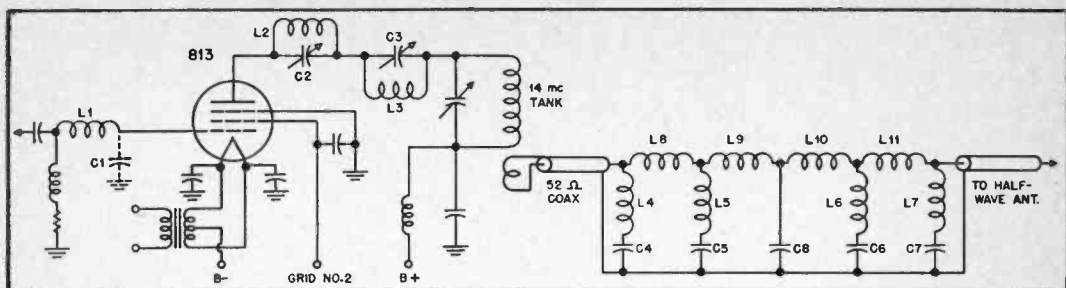 813
L2
C2
C3
L3
14 mc
TANK
L1
C1
B-
GRID NO.2
B+
52 Ω
COAX
L8
L9
L10
L11
L4
L5
L6
L7
C4
C5
C8
C6
C7
TO HALF-
WAVE ANT.